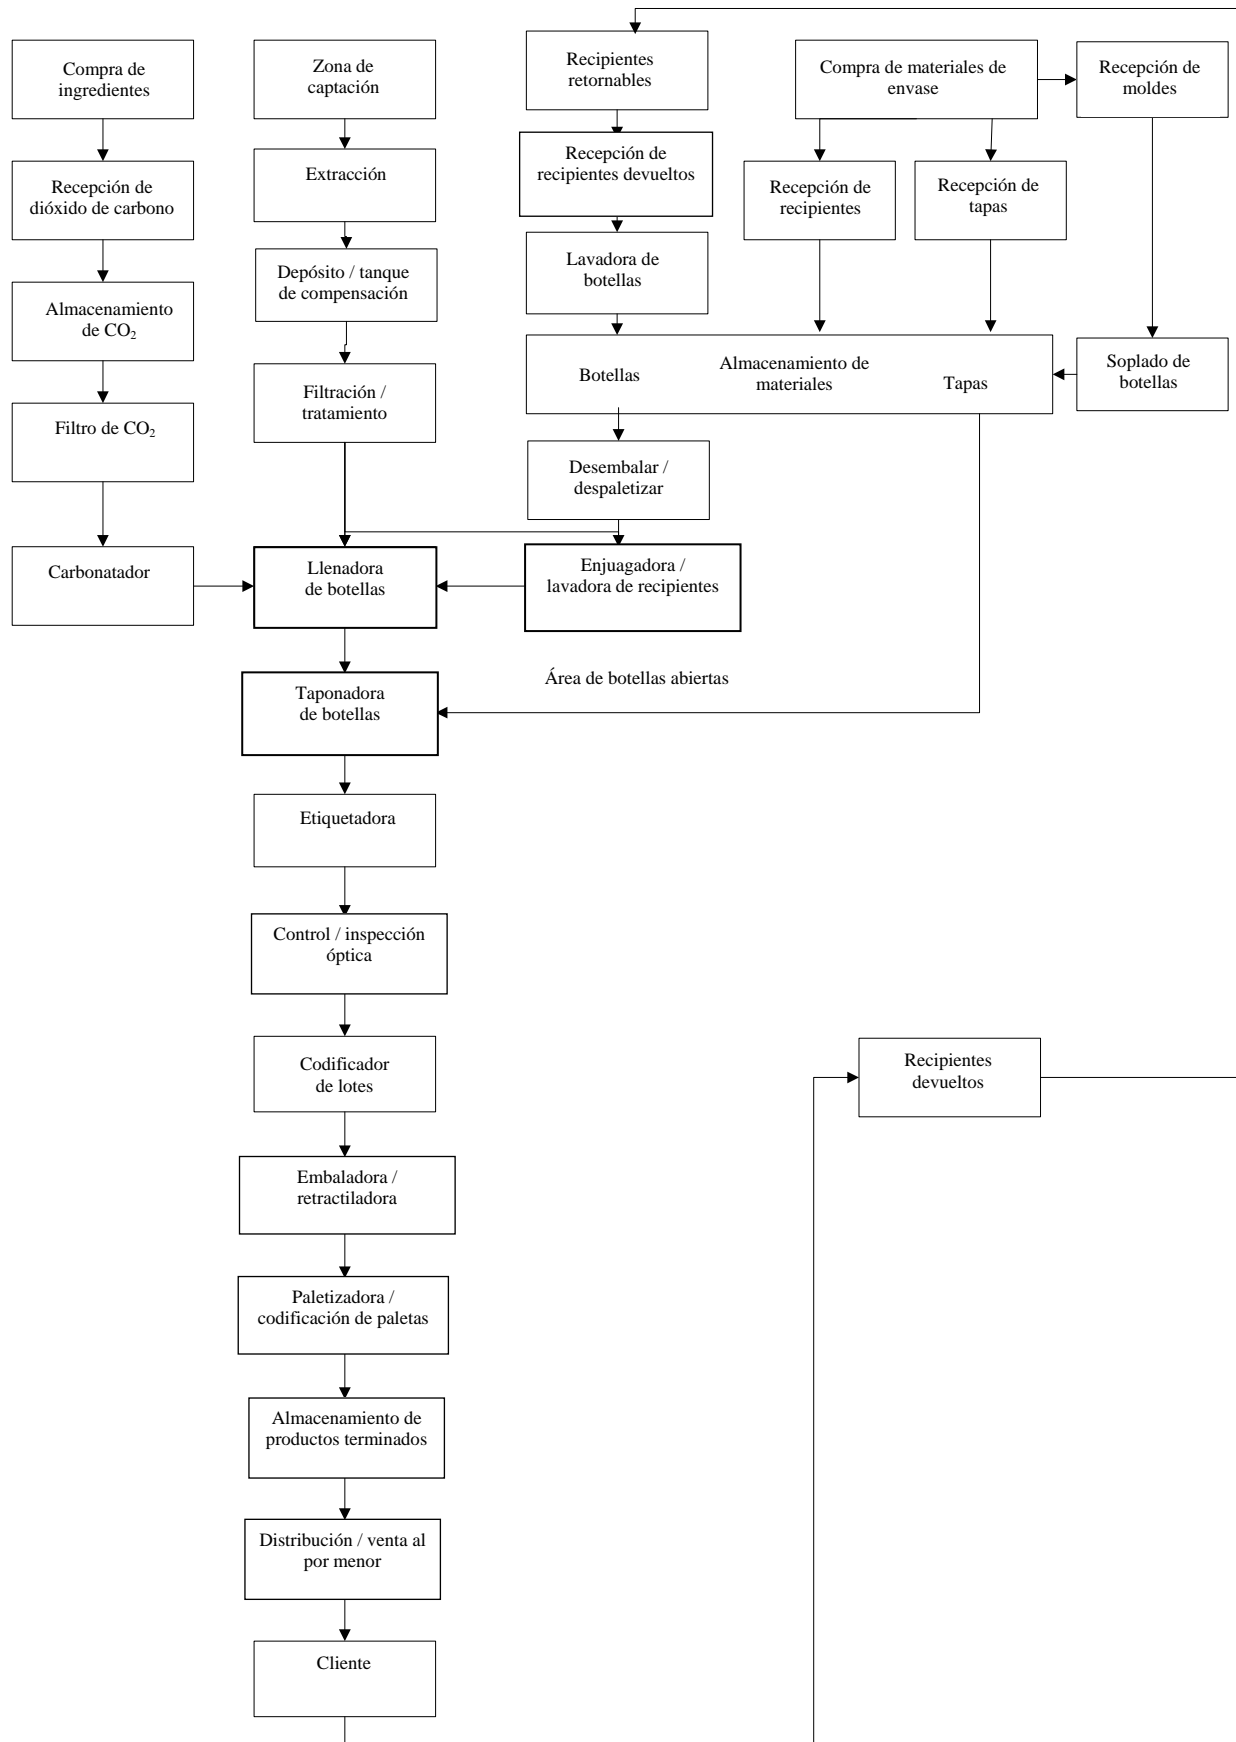 Compra de
ingredientes
Zona de
captación
Recipientes
retornables
Compra de materiales de
envase
Recepción de
moldes
Recepción de
dióxido de carbono
Extracción
Recepción de
recipientes devueltos
Recepción de
recipientes
Recepción de
tapas
Almacenamiento
de CO₂
Depósito / tanque
de compensación
Lavadora de
botellas
Filtro de CO₂
Filtración /
tratamiento
Botellas
Almacenamiento de
materiales
Tapas
Soplado de
botellas
Desembalar /
despaletizar
Carbonatador
Llenadora
de botellas
Enjuagadora /
lavadora de recipientes
Taponadora
de botellas
Área de botellas abiertas
Etiquetadora
Control / inspección
óptica
Codificador
de lotes
Recipientes
devueltos
Embaladora /
retractiladora
Paletizadora /
codificación de paletas
Almacenamiento de
productos terminados
Distribución / venta al
por menor
Cliente